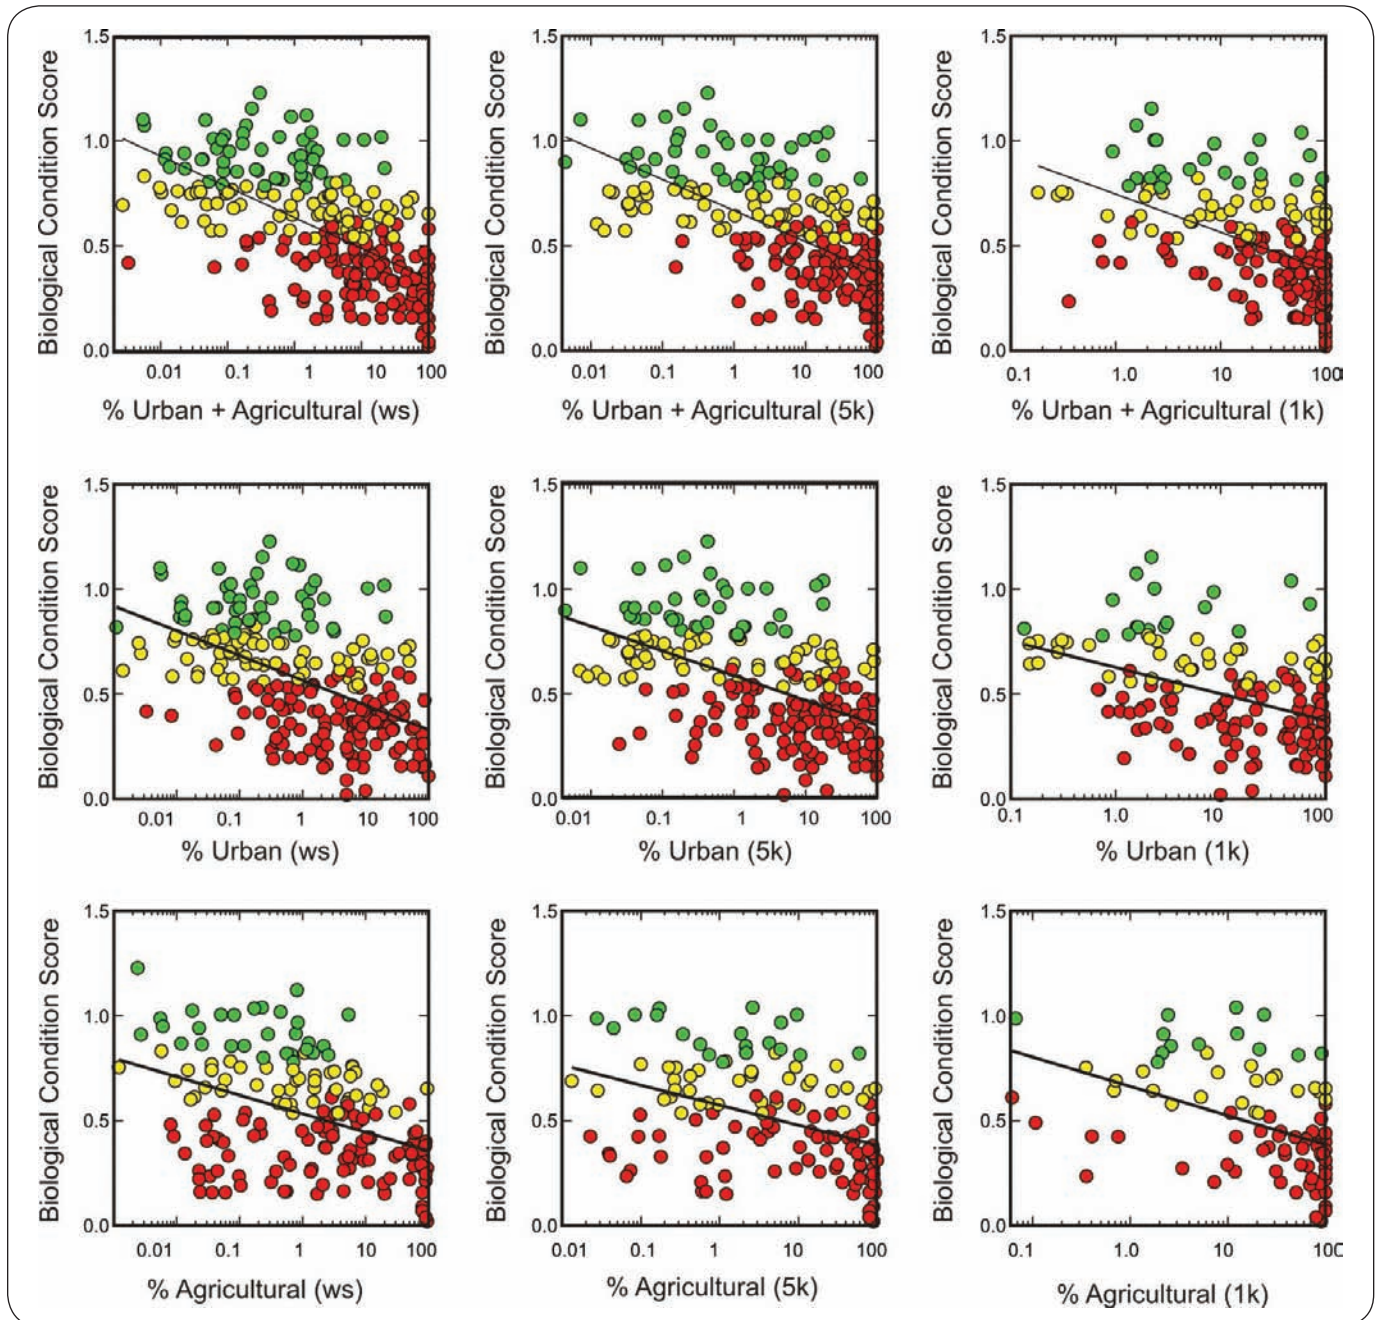 1.5
1.0
0.5
0.0
Biological Condition Score
0.01 0.1 1 10 100
% Urban + Agricultural (ws)
1.5
1.0
0.5
0.0
Biological Condition Score
0.01 0.1 1 10 100
% Urban + Agricultural (5k)
1.5
1.0
0.5
0.0
Biological Condition Score
0.1 1.0 10 100
% Urban + Agricultural (1k)
1.5
1.0
0.5
0.0
Biological Condition Score
0.01 0.1 1 10 100
% Urban (ws)
1.5
1.0
0.5
0.0
Biological Condition Score
0.01 0.1 1 10 100
% Urban (5k)
1.5
1.0
0.5
0.0
Biological Condition Score
0.1 1.0 10 100
% Urban (1k)
1.5
1.0
0.5
0.0
Biological Condition Score
0.01 0.1 1 10 100
% Agricultural (ws)
1.5
1.0
0.5
0.0
Biological Condition Score
0.01 0.1 1 10 100
% Agricultural (5k)
1.5
1.0
0.5
0.0
Biological Condition Score
0.1 1.0 10 100
% Agricultural (1k)